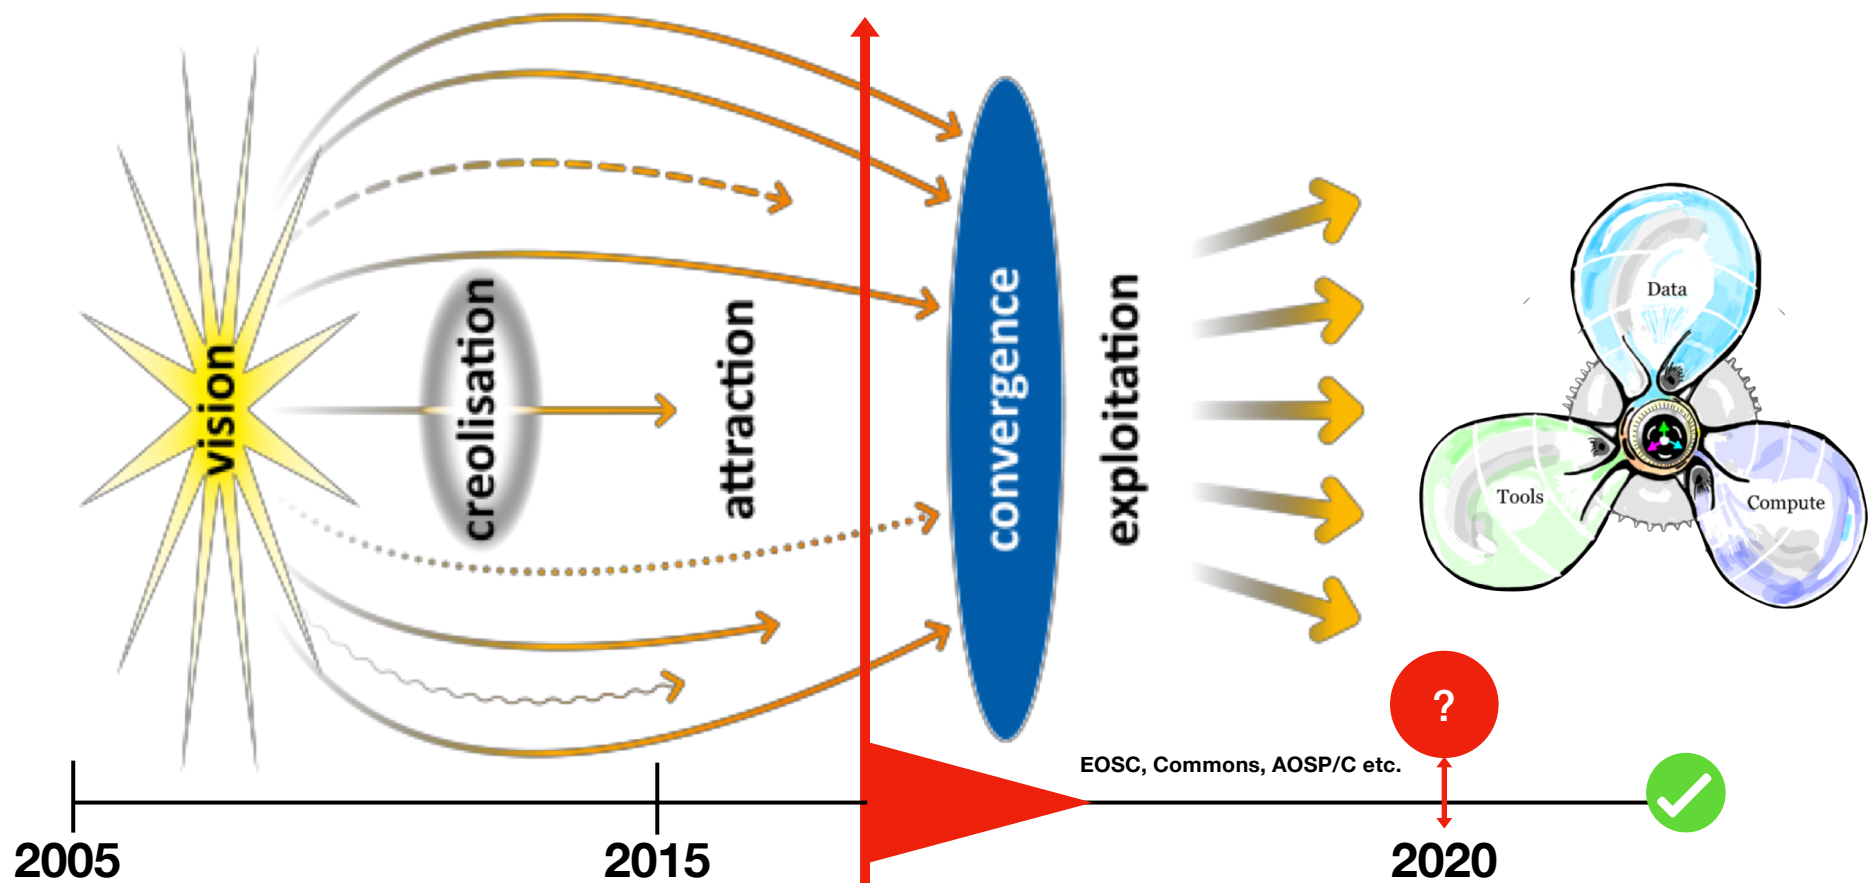 vision
creolisation
attraction
convergence
exploitation
Data
Tools
Compute
?
EOSC, Commons, AOSP/C etc.
2005
2015
2020